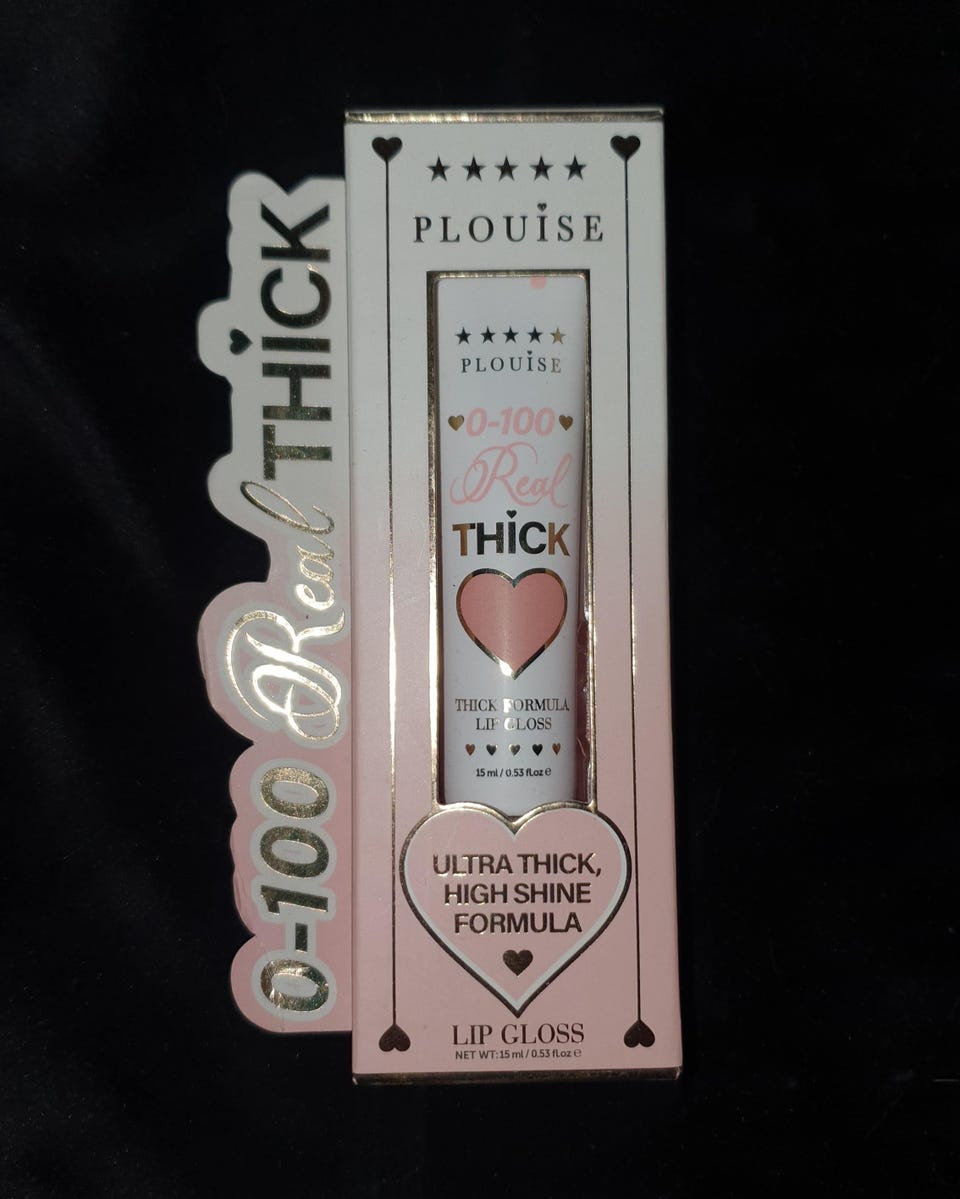 0-100 Real THiCK
PLOUiSE
PLOUiSE
0-100
Real
THiCK
THICK FORMULA
LIP GLOSS
15 ml / 0.53 fl.oz e
ULTRA THICK,
HIGH SHINE
FORMULA
LIP GLOSS
NET WT: 15 ml / 0.53 fl.oz e